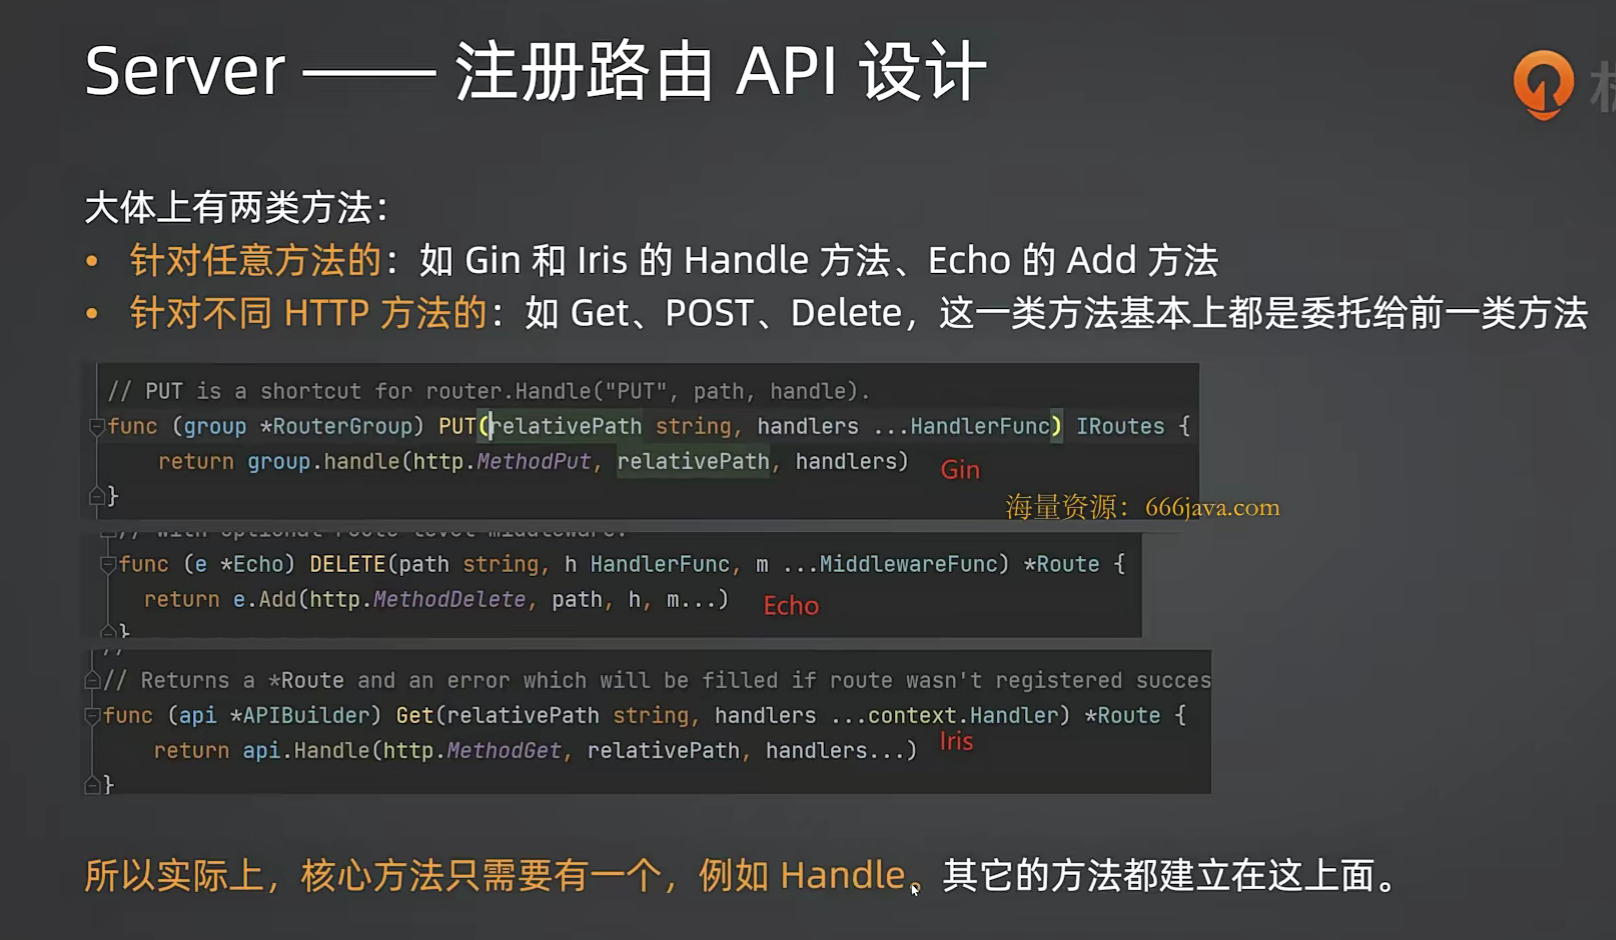 Server —— 注册路由 API 设计
大体上有两类方法：
• 针对任意方法的：如 Gin 和 Iris 的 Handle 方法、Echo 的 Add 方法
• 针对不同 HTTP 方法的：如 Get、POST、Delete，这一类方法基本上都是委托给前一类方法
// PUT is a shortcut for router.Handle("PUT", path, handle).
func (group *RouterGroup) PUT(relativePath string, handlers ...HandlerFunc) IRoutes {
return group.handle(http.MethodPut, relativePath, handlers)
Gin
}
海量资源：666java.com
// with optional route-level middleware.
func (e *Echo) DELETE(path string, h HandlerFunc, m ...MiddlewareFunc) *Route {
return e.Add(http.MethodDelete, path, h, m...)
Echo
}
//
// Returns a *Route and an error which will be filled if route wasn't registered succes
func (api *APIBuilder) Get(relativePath string, handlers ...context.Handler) *Route {
return api.Handle(http.MethodGet, relativePath, handlers...)
Iris
}
所以实际上，核心方法只需要有一个，例如 Handle。其它的方法都建立在这上面。